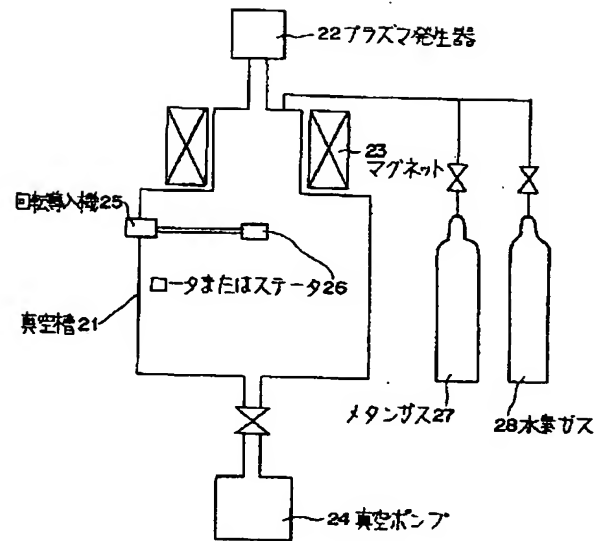 22プラズマ発生器
23
マグネット
回転導入機25
ロータまたはステータ26
真空槽21
メタンガス27
28水素ガス
24真空ポンプ